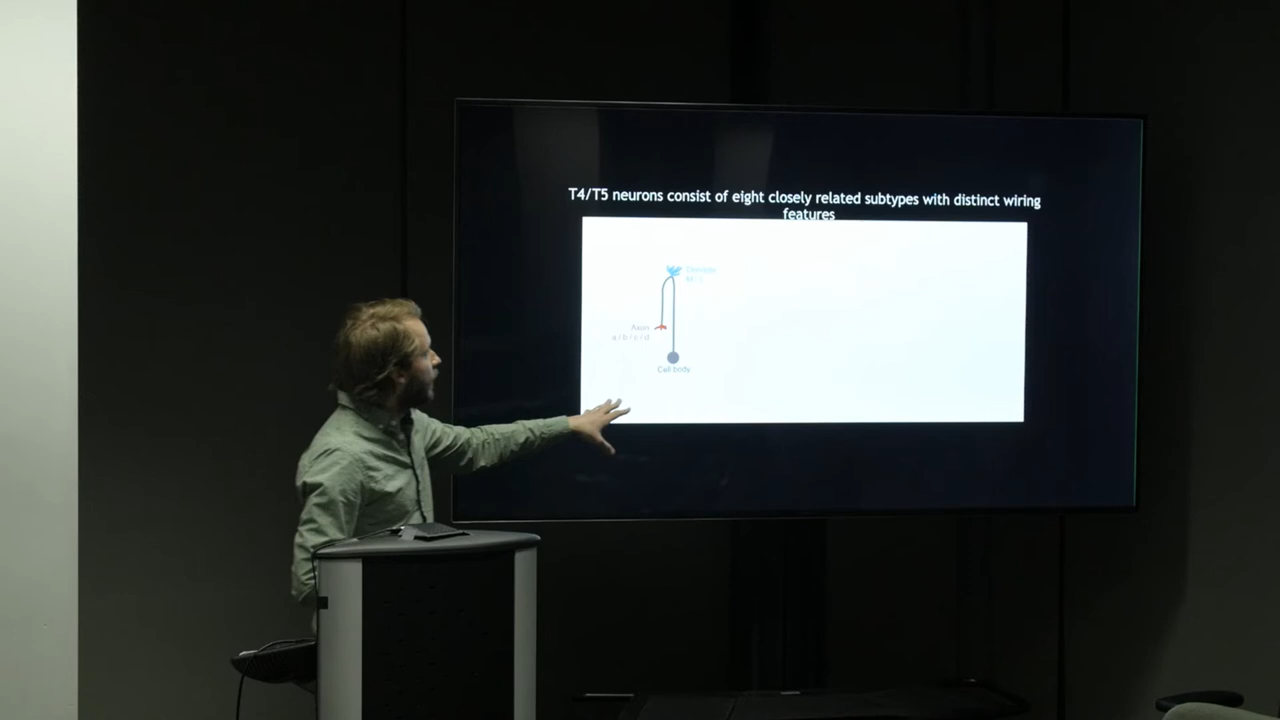 T4/T5 neurons consist of eight closely related subtypes with distinct wiring
features
Axon
a / b / c / d
Cell body